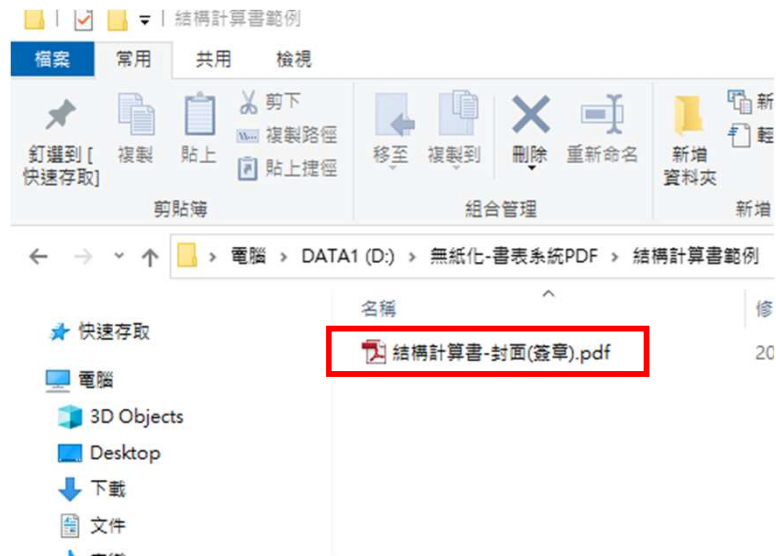 結構計算書範例
檔案 常用 共用 檢視
釘選到 [
快速存取]
複製
貼上
剪下
複製路徑
貼上捷徑
移至
複製到
刪除
重新命名
新增
資料夾
新
輕
剪貼簿
組合管理
新增
電腦 › DATA1 (D:) › 無紙化-書表系統PDF › 結構計算書範例
名稱
修
快速存取
結構計算書-封面(簽章).pdf
20
電腦
3D Objects
Desktop
下載
文件